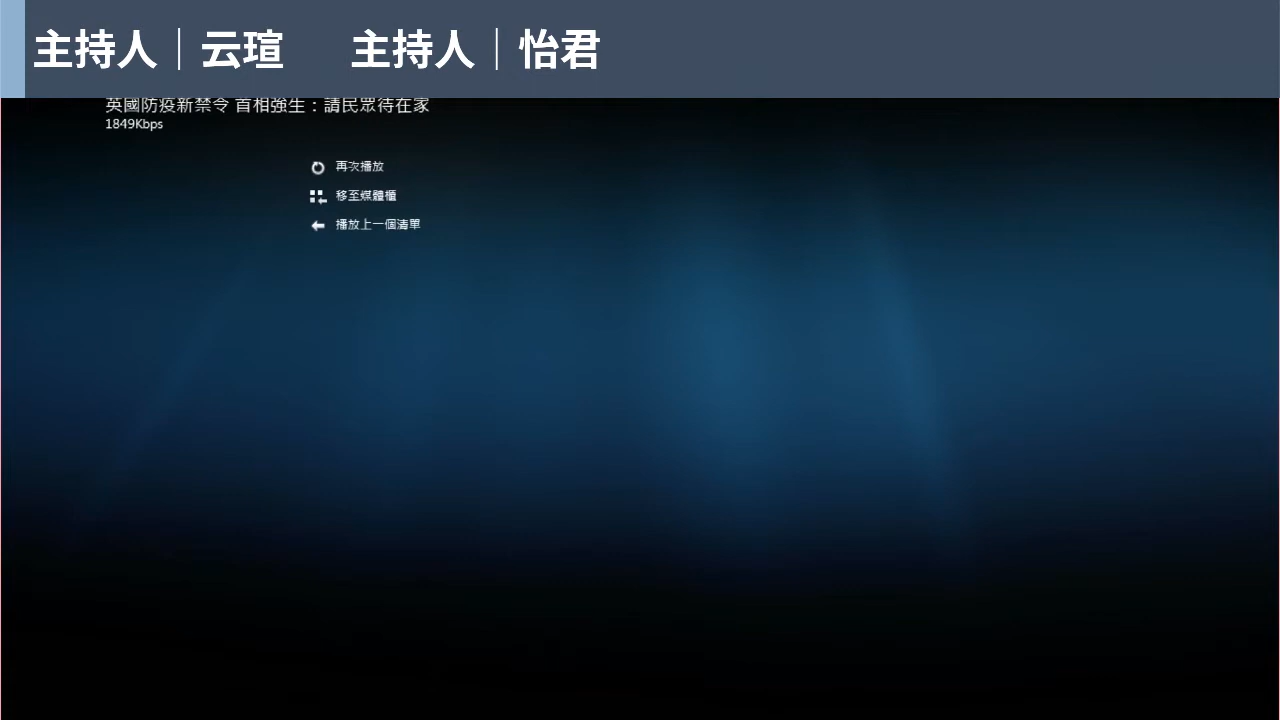 主持人｜云瑄　主持人｜怡君
英國防疫新禁令 首相強生：請民眾待在家
1849Kbps
再次播放
移至媒體櫃
播放上一個清單